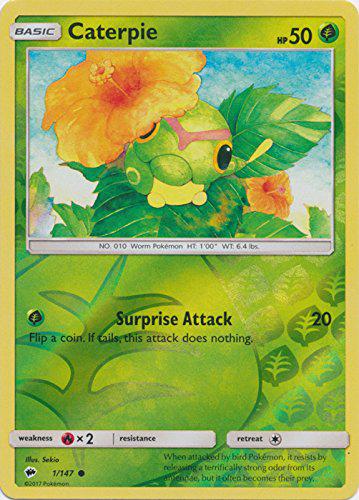 BASIC Caterpie HP 50
NO. 010 Worm Pokémon HT: 1'00" WT: 6.4 lbs.
Surprise Attack 20
Flip a coin. If tails, this attack does nothing.
Illus. Sekio
weakness × 2 resistance retreat
1/147
©2017 Pokémon
When attacked by bird Pokémon, it resists by
releasing a terrifically strong odor from its
antennae, but it often becomes their prey.